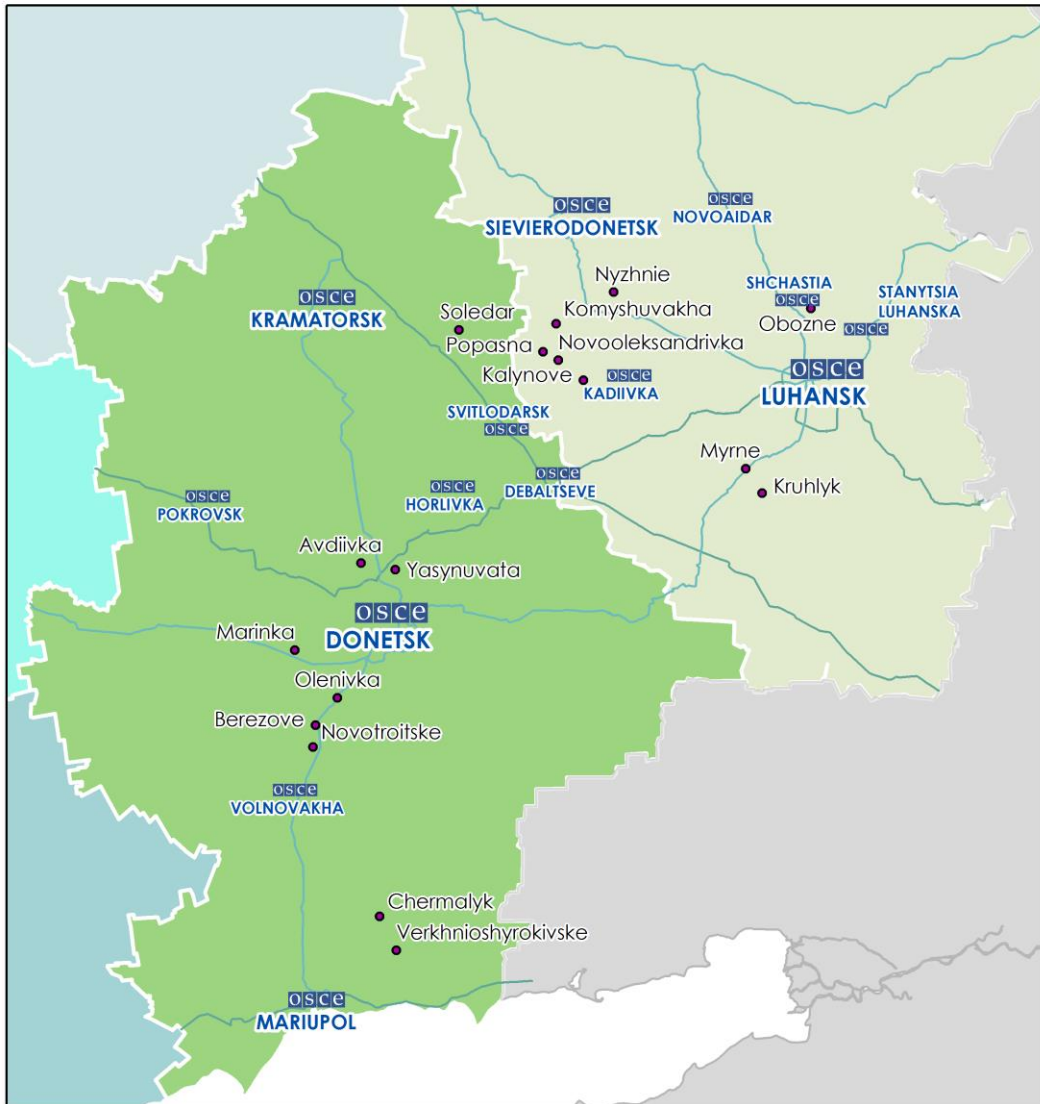 osce
SIEVIERODONETSK
osce
NOVOAIDAR
Nyzhnie
SHCHASTIA
osce
Obozne
STANYTSIA
LUHANSKA
osce
osce
KRAMATORSK
Soledar
Komyshuvakha
Popasna
Novooleksandrivka
Kalynove
osce
KADIIVKA
osce
LUHANSK
SVITLODARSK
osce
Myrne
Kruhlyk
osce
DEBALTSEVE
osce
HORLIVKA
osce
POKROVSK
Avdiivka
Yasynuvata
osce
DONETSK
Marinka
Olenivka
Berezove
Novotroitske
osce
VOLNOVAKHA
Chermalyk
Verkhnioshyrokivske
osce
MARIUPOL